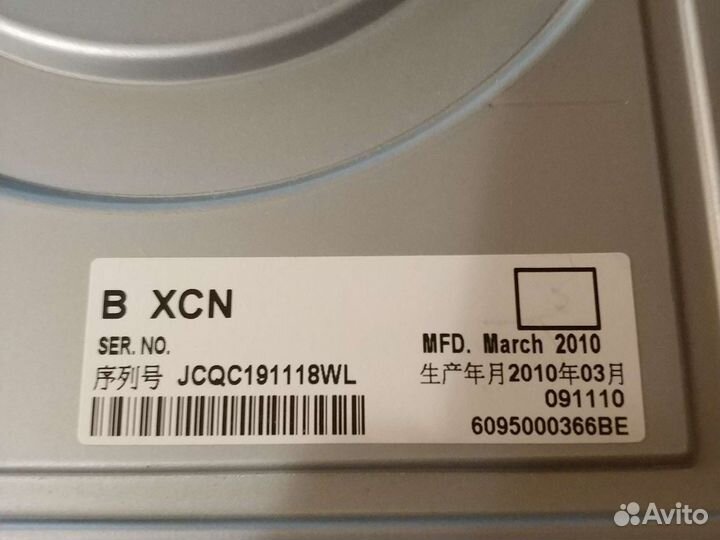 B XCN
SER. NO.
序列号 JCQC191118WL
MFD. March 2010
生产年月2010年03月
091110
6095000366BE
Avito